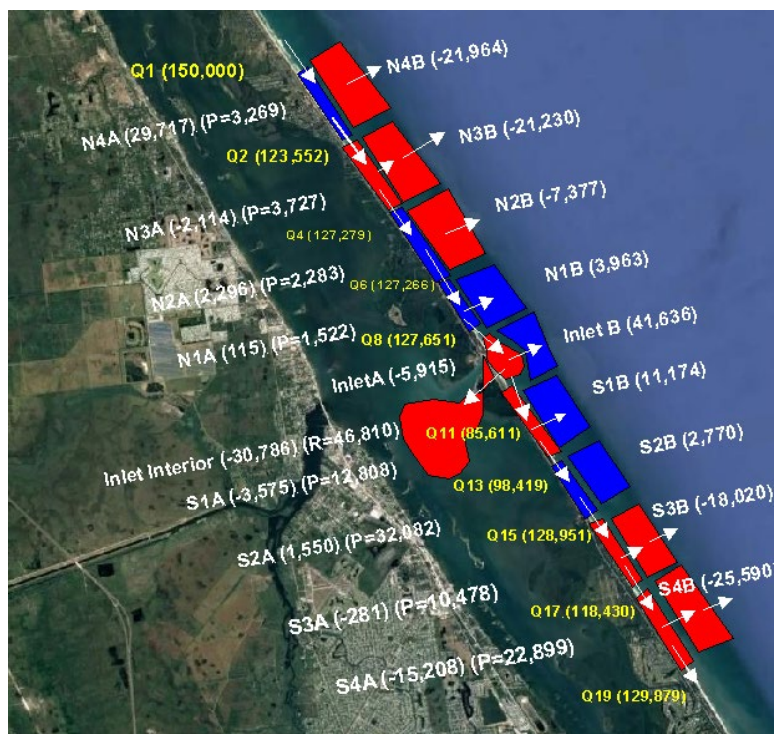 N4B (-21,964)
Q1 (150,000)
N4A (29,717) (P=3,269)
N3B (-21,230)
Q2 (123,552)
N2B (-7,377)
N3A (-2,114) (P=3,727)
Q4 (127,279)
N1B (3,963)
N2A (2,296) (P=2,283)
Q6 (127,266)
Inlet B (41,636)
N1A (115) (P=1,522)
Q8 (127,651)
S1B (11,174)
InletA (-5,915)
S2B (2,770)
Inlet Interior (-30,786) (R=46,810)
Q11 (85,611)
S1A (-3,575) (P=12,808)
Q13 (98,419)
S3B (-18,020)
S2A (1,550) (P=32,082)
Q15 (128,951)
S4B (-25,590)
S3A (-281) (P=10,478)
Q17 (118,430)
S4A (-15,208) (P=22,899)
Q19 (129,879)